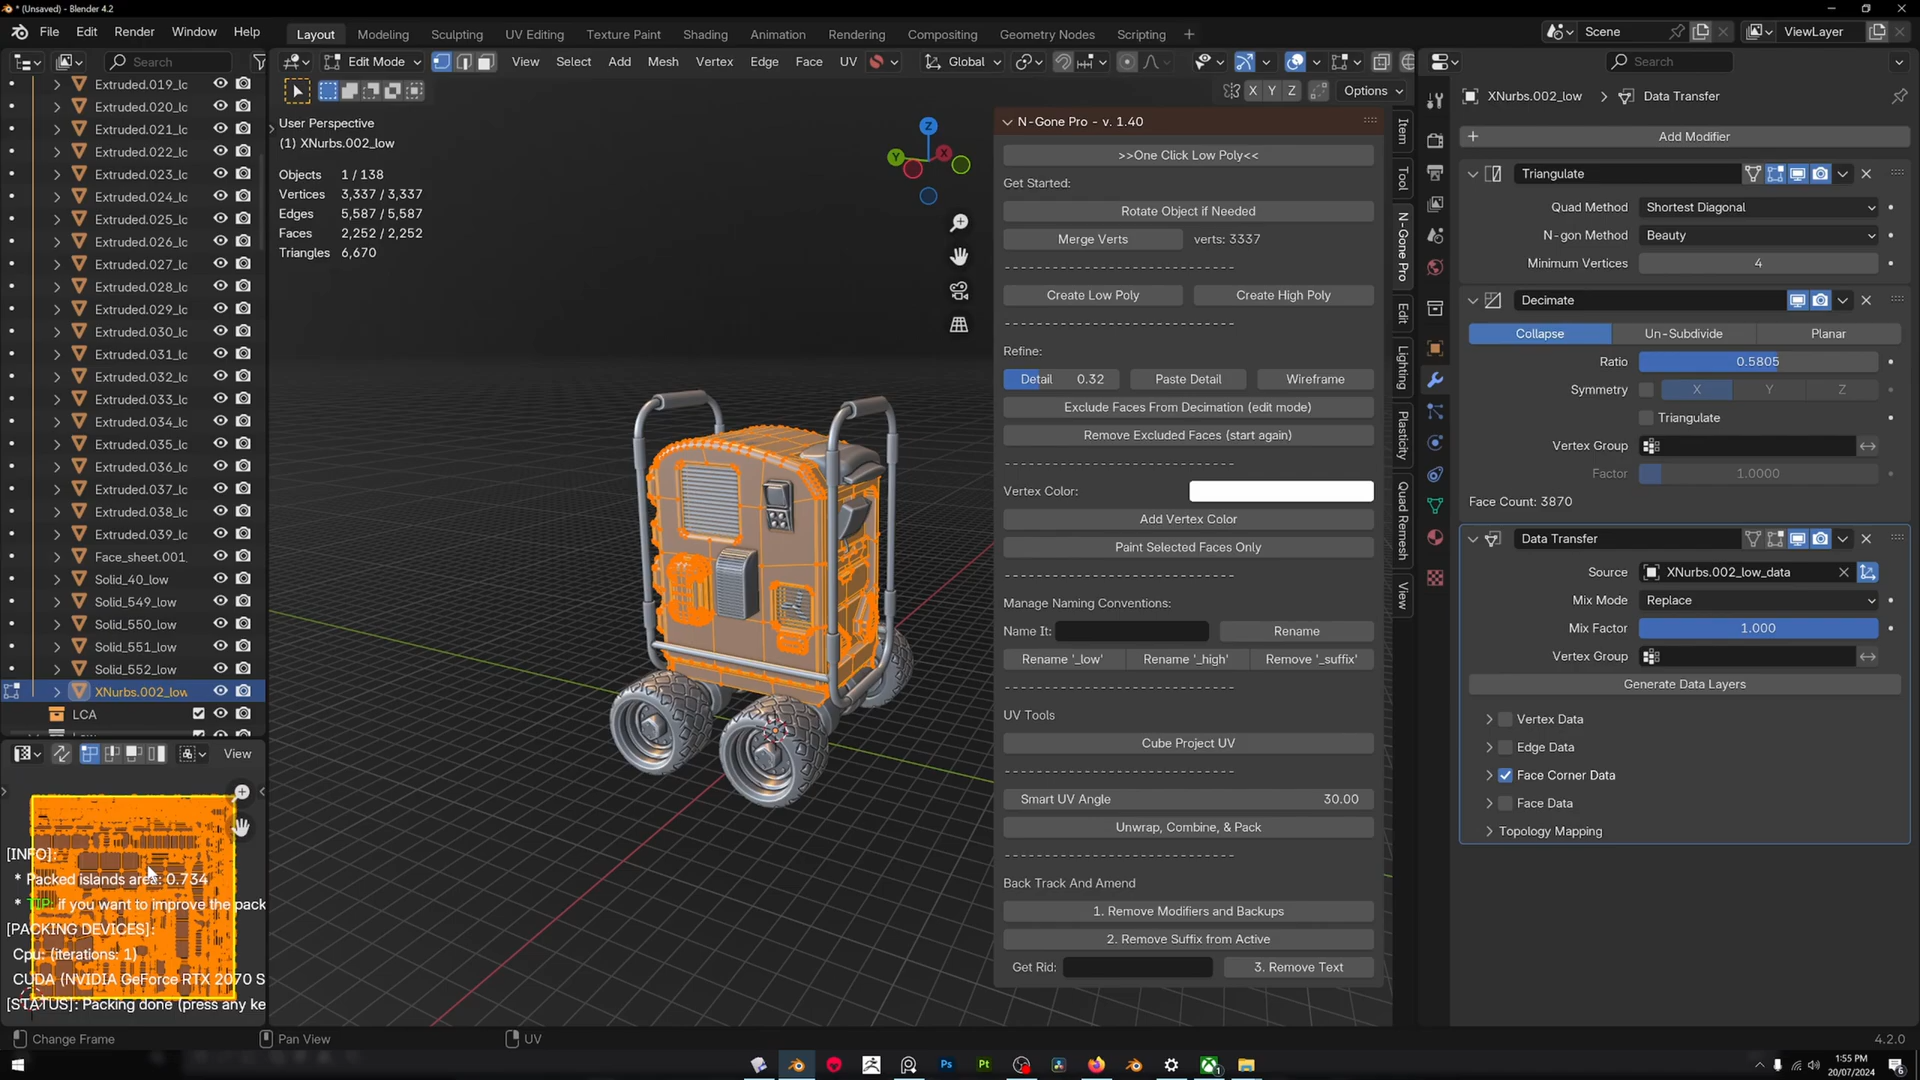 * (Unsaved) - Blender 4.2
File Edit Render Window Help
Layout Modeling Sculpting UV Editing Texture Paint Shading Animation Rendering Compositing Geometry Nodes Scripting +
Scene
ViewLayer
Search
Edit Mode View Select Add Mesh Vertex Edge Face UV Global
Search
X Y Z Options
Extruded.019_lc
Extruded.020_lc
Extruded.021_lc
Extruded.022_lc
Extruded.023_lc
Extruded.024_lc
Extruded.025_lc
Extruded.026_lc
Extruded.027_lc
Extruded.028_lc
Extruded.029_lc
Extruded.030_lc
Extruded.031_lc
Extruded.032_lc
Extruded.033_lc
Extruded.034_lc
Extruded.035_lc
Extruded.036_lc
Extruded.037_lc
Extruded.038_lc
Extruded.039_lc
Face_sheet.001_
Solid_40_low
Solid_549_low
Solid_550_low
Solid_551_low
Solid_552_low
XNurbs.002_low
LCA
View
[INFO]:
* Packed islands area: 0.734
* TIP: if you want to improve the pack
[PACKING DEVICES]:
Cpu: (iterations: 1)
CUDA (NVIDIA GeForce RTX 2070 S
[STATUS]: Packing done (press any ke
User Perspective
(1) XNurbs.002_low
Objects 1 / 138
Vertices 3,337 / 3,337
Edges 5,587 / 5,587
Faces 2,252 / 2,252
Triangles 6,670
Z
Y
X
N-Gone Pro - v. 1.40
>>One Click Low Poly<<
Get Started:
Rotate Object if Needed
Merge Verts verts: 3337
Create Low Poly Create High Poly
Refine:
Detail 0.32 Paste Detail Wireframe
Exclude Faces From Decimation (edit mode)
Remove Excluded Faces (start again)
Vertex Color:
Add Vertex Color
Paint Selected Faces Only
Manage Naming Conventions:
Name It: Rename
Rename '_low' Rename '_high' Remove '_suffix'
UV Tools
Cube Project UV
Smart UV Angle 30.00
Unwrap, Combine, & Pack
Back Track And Amend
1. Remove Modifiers and Backups
2. Remove Suffix from Active
Get Rid: 3. Remove Text
Item
Tool
N-Gone Pro
Edit
Lighting
Plasticity
Quad Remesh
View
XNurbs.002_low > Data Transfer
+ Add Modifier
Triangulate
Quad Method Shortest Diagonal
N-gon Method Beauty
Minimum Vertices 4
Decimate
Collapse Un-Subdivide Planar
Ratio 0.5805
Symmetry X Y Z
Triangulate
Vertex Group
Factor 1.0000
Face Count: 3870
Data Transfer
Source XNurbs.002_low_data
Mix Mode Replace
Mix Factor 1.000
Vertex Group
Generate Data Layers
Vertex Data
Edge Data
Face Corner Data
Face Data
Topology Mapping
Change Frame Pan View UV
4.2.0
Ps
Pt
1:55 PM
20/07/2024